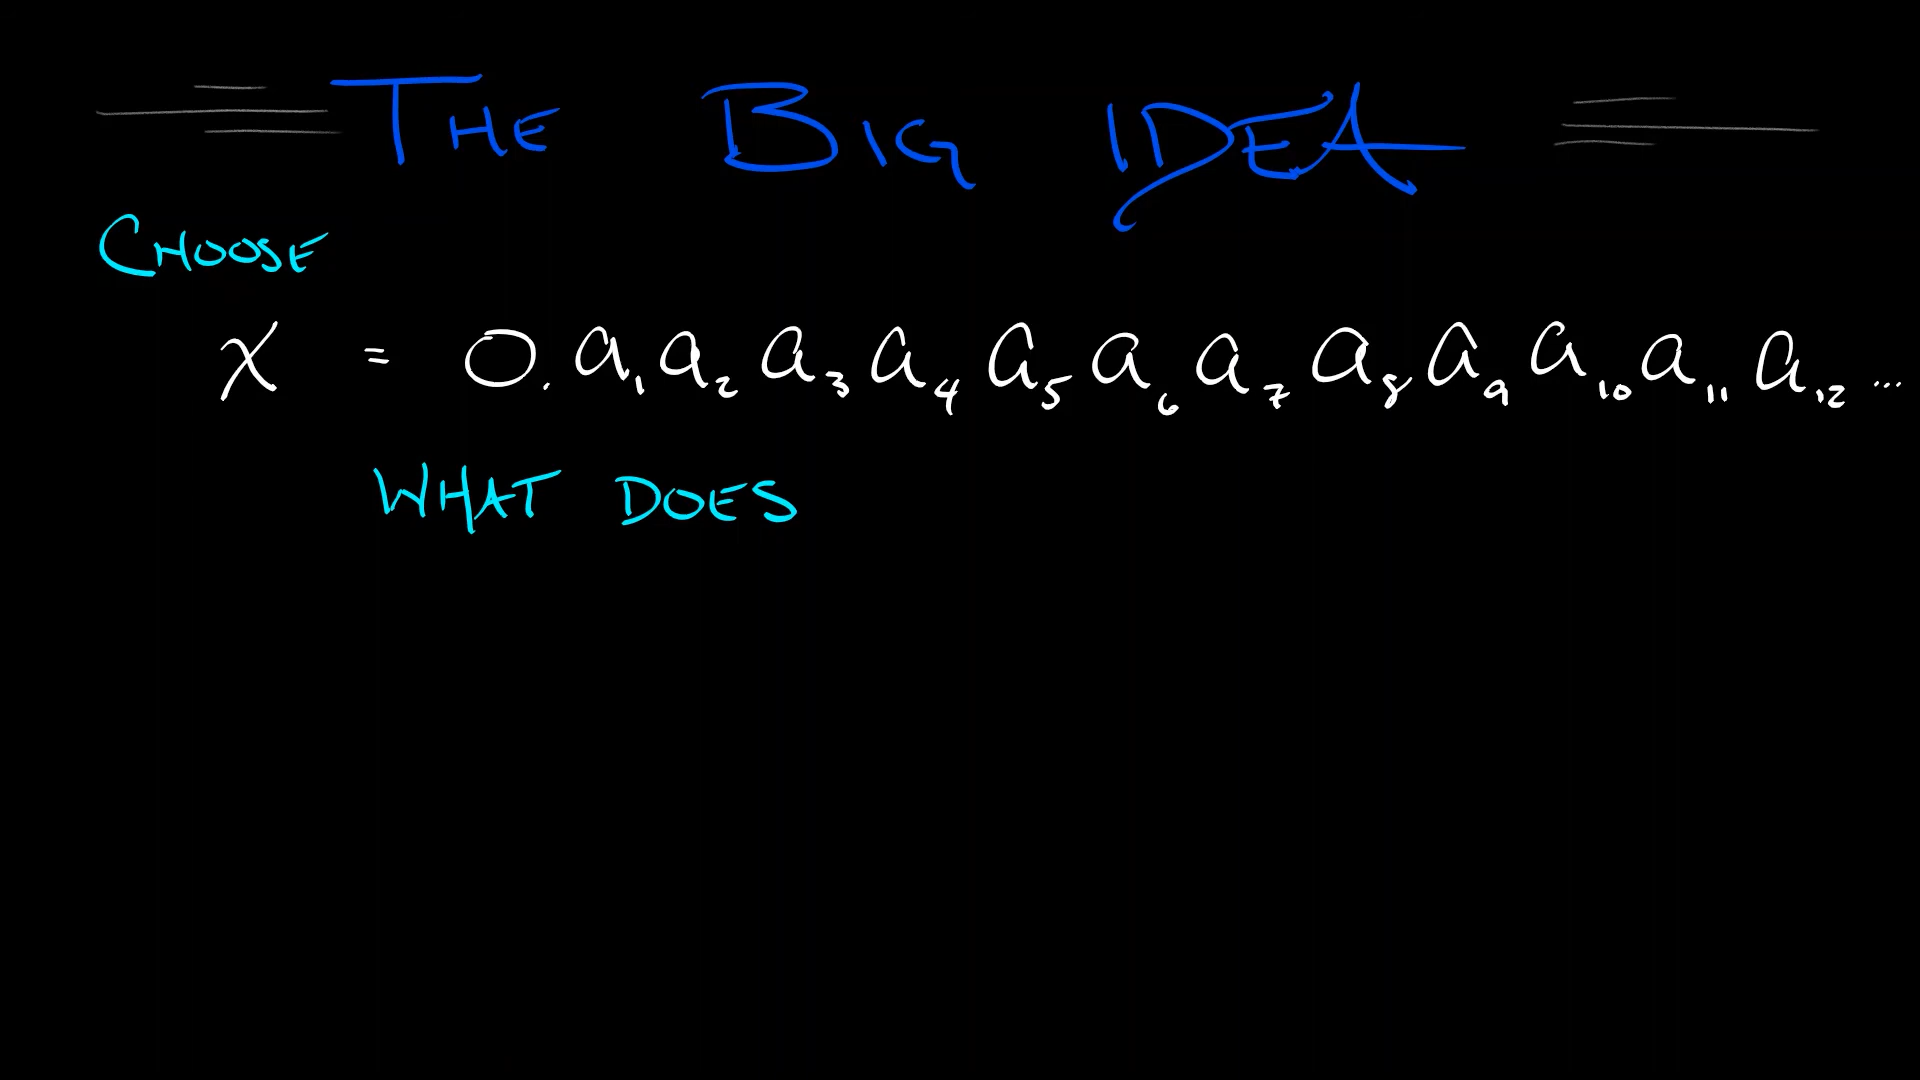 THE BIG IDEA
CHOOSE
x = 0.a₁a₂a₃a₄a₅a₆a₇a₈a₉a₁₀a₁₁a₁₂...
WHAT DOES